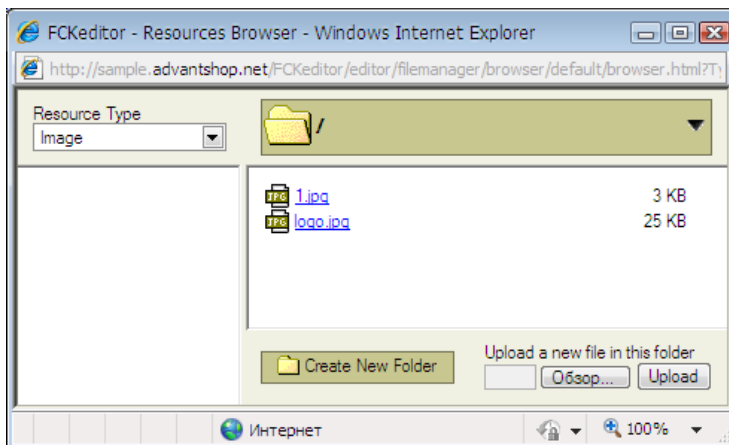 FCKeditor - Resources Browser - Windows Internet Explorer
http://sample.advantshop.net/FCKeditor/editor/filemanager/browser/default/browser.html?Ty
Resource Type
Image
/
JPG 1.jpg 3 KB
JPG logo.jpg 25 KB
Create New Folder
Upload a new file in this folder
Обзор... Upload
Интернет 100%